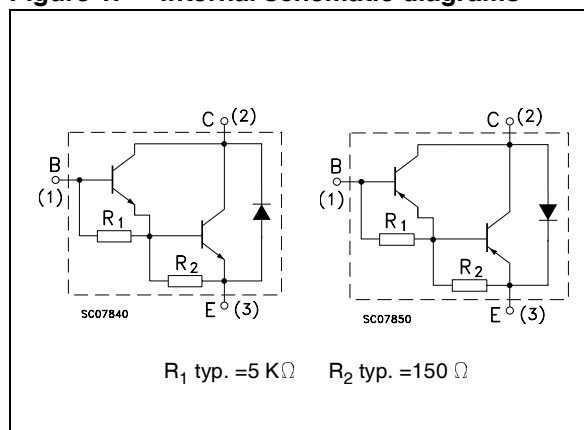 Figure 1. Internal schematic diagrams
C (2)
B
(1)
R1
R2
E (3)
SC07840
C (2)
B
(1)
R1
R2
E (3)
SC07850
R1 typ. =5 KΩ R2 typ. =150 Ω